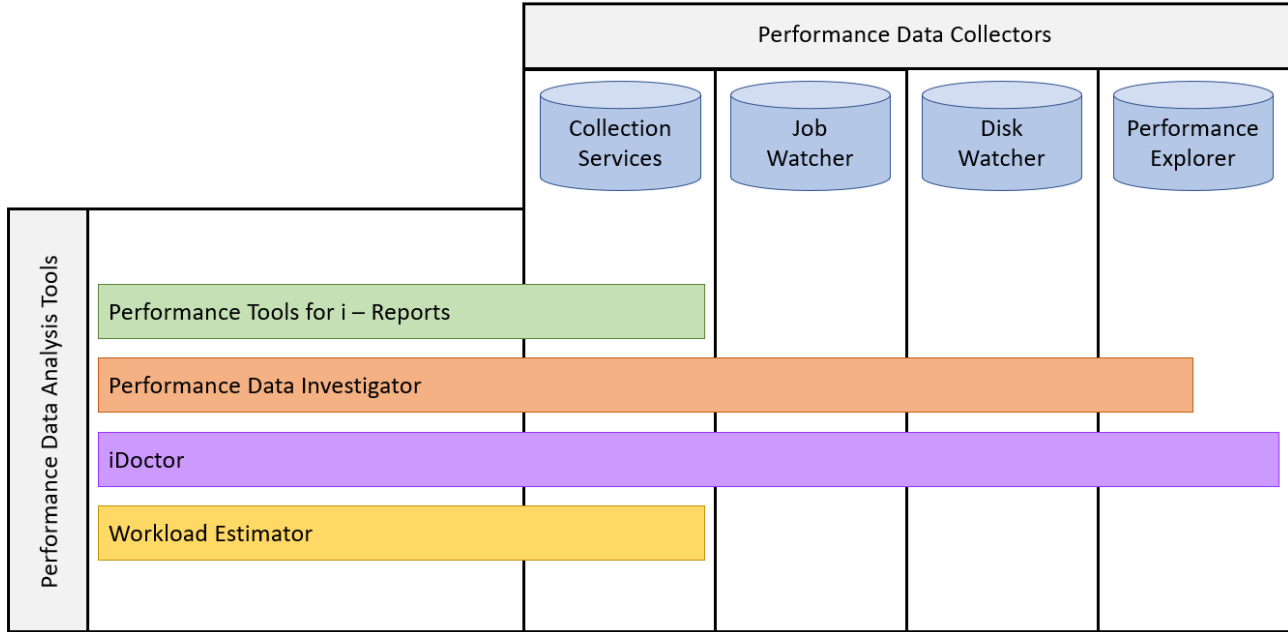 Performance Data Collectors
Collection
Services
Job
Watcher
Disk
Watcher
Performance
Explorer
Performance Data Analysis Tools
Performance Tools for i – Reports
Performance Data Investigator
iDoctor
Workload Estimator